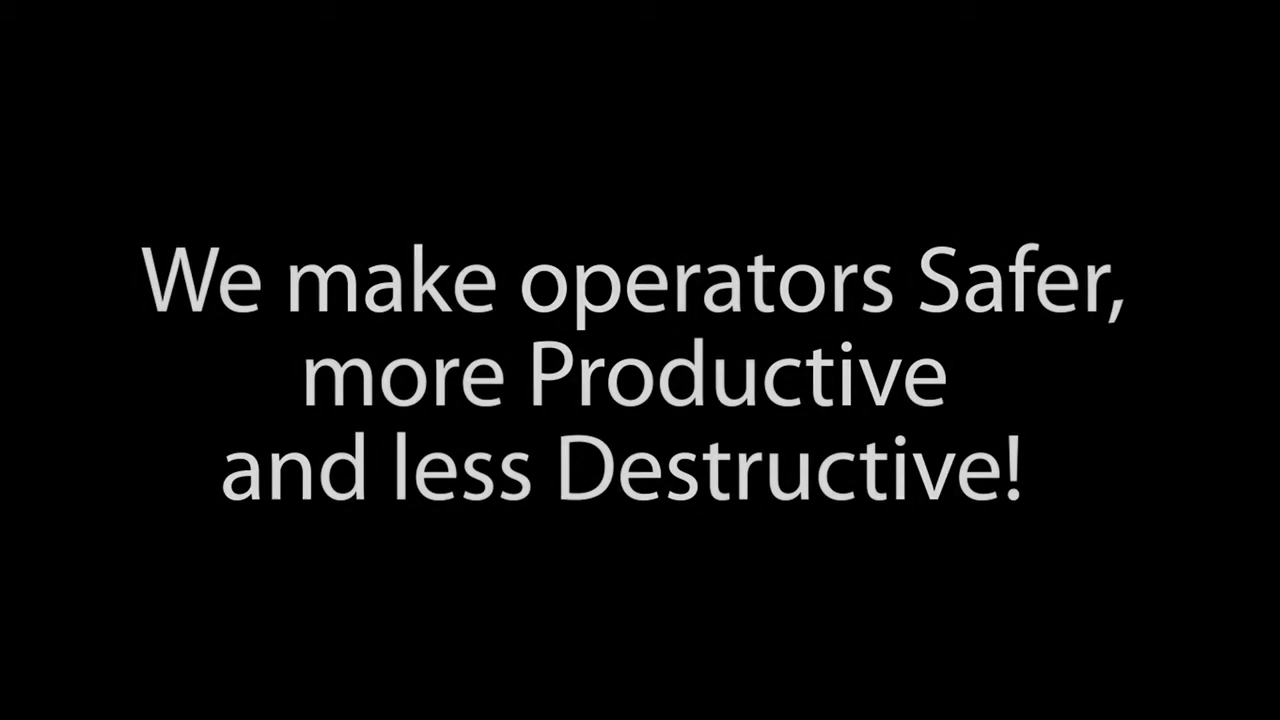 We make operators Safer,
more Productive
and less Destructive!